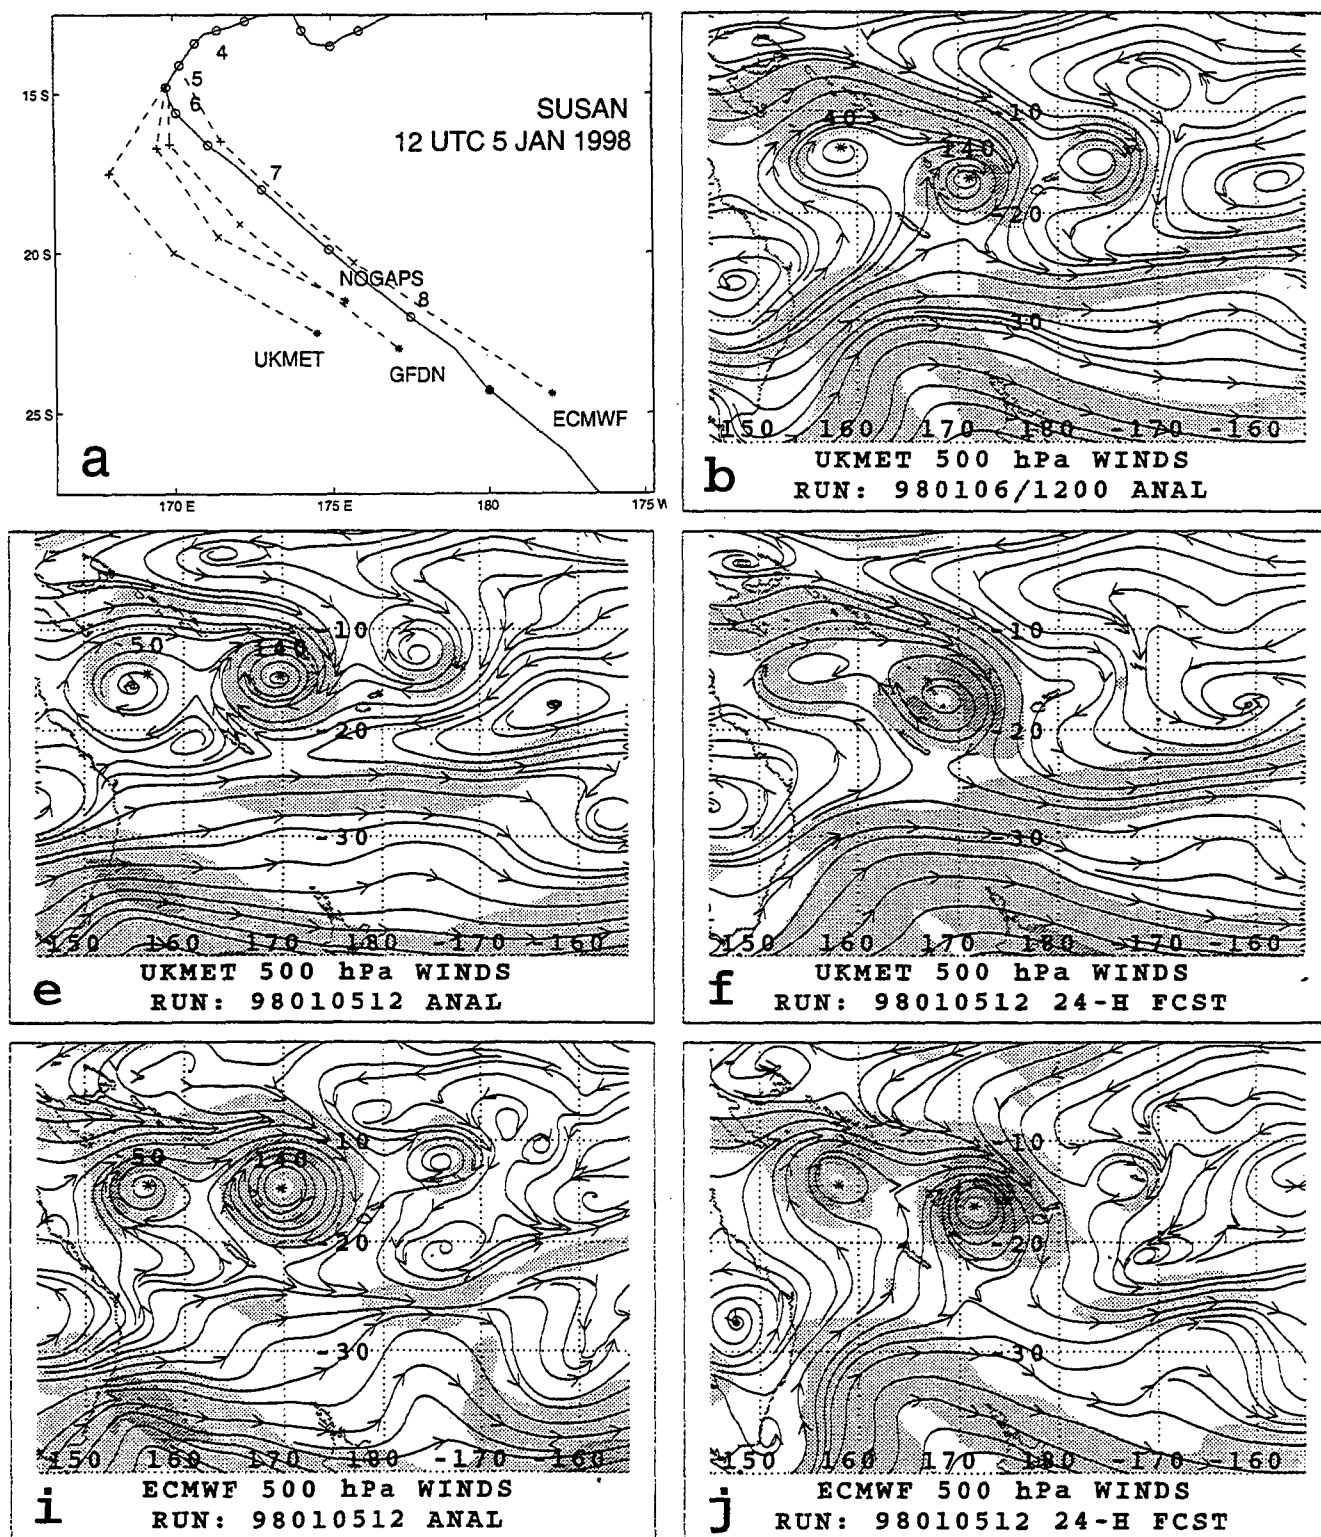 SUSAN
12 UTC 5 JAN 1998
4
5
6
7
8
15 S
20 S
25 S
NOGAPS
UKMET
GFDN
ECMWF
170 E
175 E
180
175 W
a
40
140
-10
-20
-30
150 160 170 180 -170 -160
b
UKMET 500 hPa WINDS
RUN: 980106/1200 ANAL
50
140
-10
-20
-30
150 160 170 180 -170 -160
e
UKMET 500 hPa WINDS
RUN: 98010512 ANAL
-10
-20
-30
150 160 170 180 -170 -160
f
UKMET 500 hPa WINDS
RUN: 98010512 24-H FCST
50
140
-10
-20
-30
150 160 170 180 -170 -160
i
ECMWF 500 hPa WINDS
RUN: 98010512 ANAL
-10
-20
-30
150 160 170 180 -170 -160
j
ECMWF 500 hPa WINDS
RUN: 98010512 24-H FCST